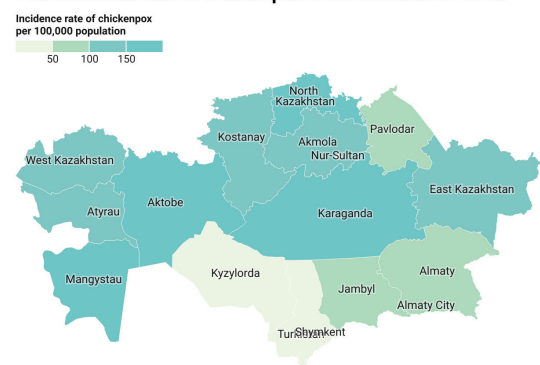 Incidence rate of chickenpox
per 100,000 population
50 100 150
North
Kazakhstan
Kostanay
Akmola
Pavlodar
Nur-Sultan
West Kazakhstan
East Kazakhstan
Aktobe
Atyrau
Karaganda
Kyzylorda
Almaty
Mangystau
Jambyl
Almaty City
Shymkent